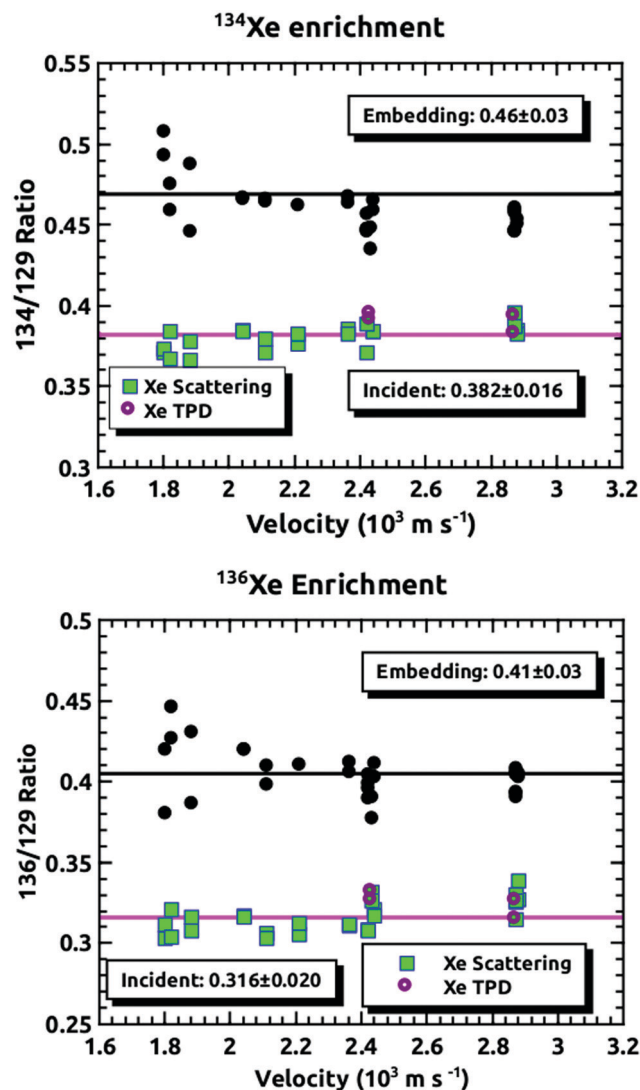 ¹³⁴Xe enrichment
0.55
0.5
0.45
0.4
0.35
0.3
134/129 Ratio
Embedding: 0.46±0.03
Xe Scattering
Xe TPD
Incident: 0.382±0.016
1.6 1.8 2 2.2 2.4 2.6 2.8 3 3.2
Velocity (10³ m s⁻¹)
¹³⁶Xe Enrichment
0.5
0.45
0.4
0.35
0.3
0.25
136/129 Ratio
Embedding: 0.41±0.03
Incident: 0.316±0.020
Xe Scattering
Xe TPD
1.6 1.8 2 2.2 2.4 2.6 2.8 3 3.2
Velocity (10³ m s⁻¹)